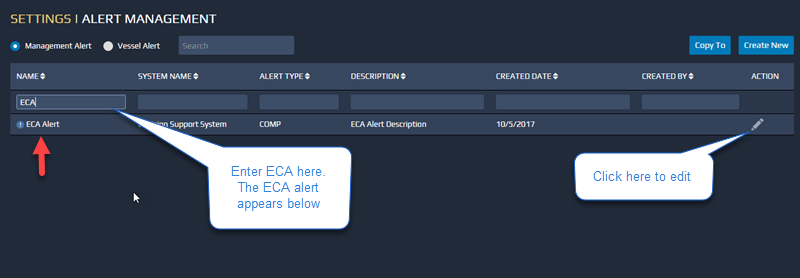 SETTINGS | ALERT MANAGEMENT
Management Alert Vessel Alert Search Copy To Create New
NAME SYSTEM NAME ALERT TYPE DESCRIPTION CREATED DATE CREATED BY ACTION
ECA
ECA Alert Support System COMP ECA Alert Description 10/5/2017
Enter ECA here.
The ECA alert
appears below
Click here to edit